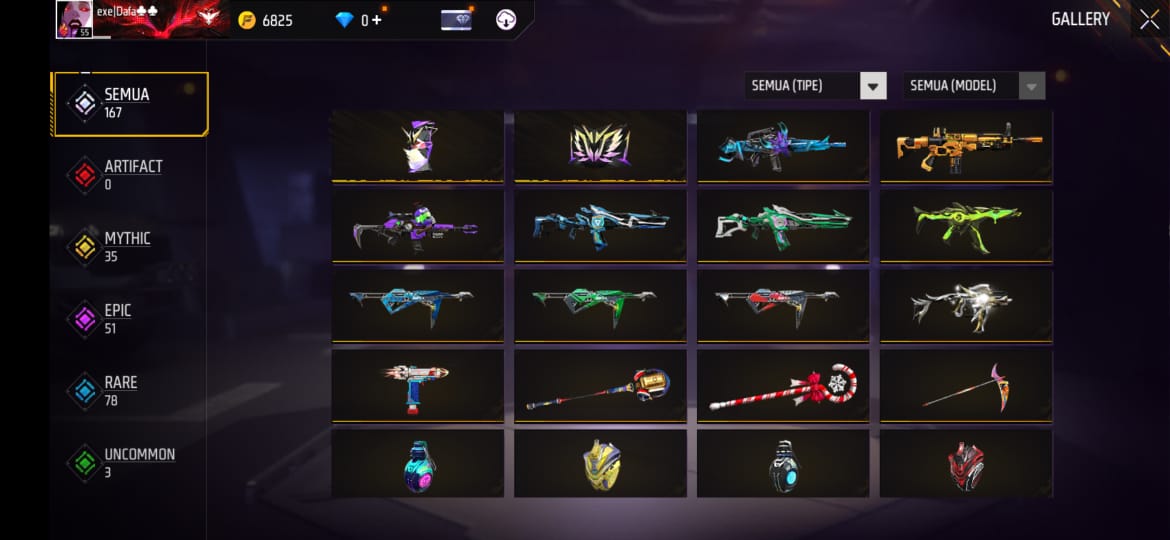 exe|Dafa♣♣
55
6825
0 +
GALLERY
SEMUA
167
SEMUA (TIPE)
SEMUA (MODEL)
ARTIFACT
0
MYTHIC
35
EPIC
51
RARE
78
UNCOMMON
3